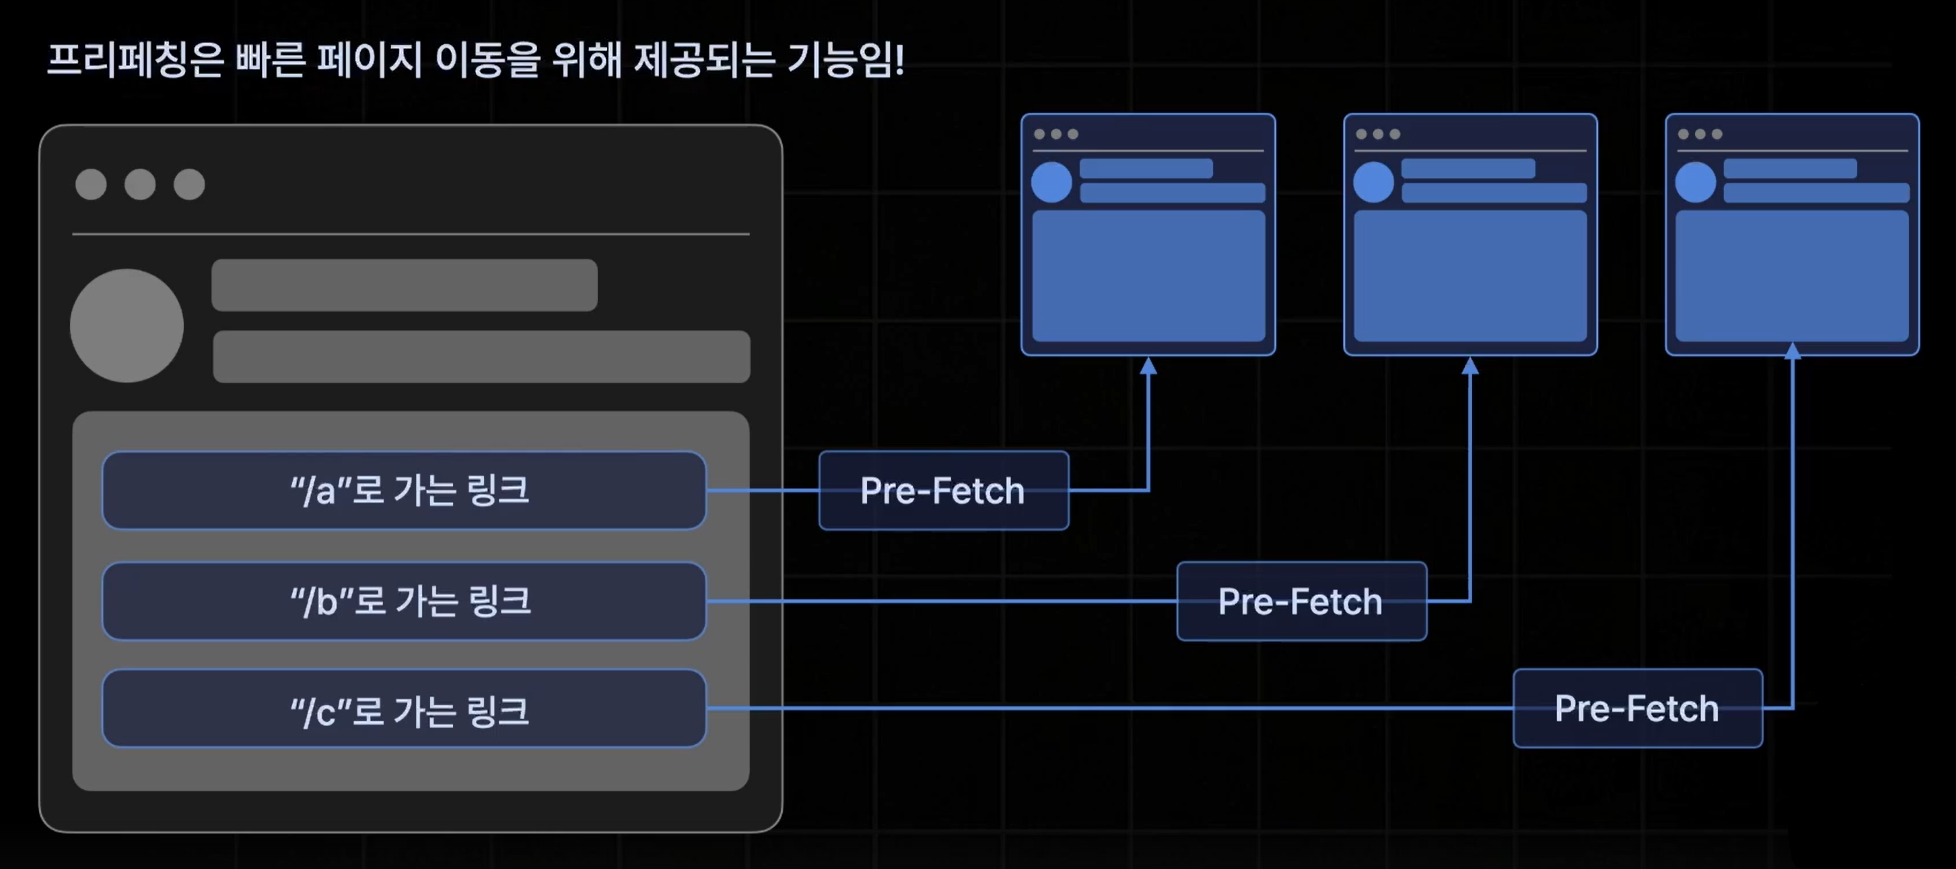 프리페칭은 빠른 페이지 이동을 위해 제공되는 기능임!
“/a”로 가는 링크
Pre-Fetch
“/b”로 가는 링크
Pre-Fetch
“/c”로 가는 링크
Pre-Fetch